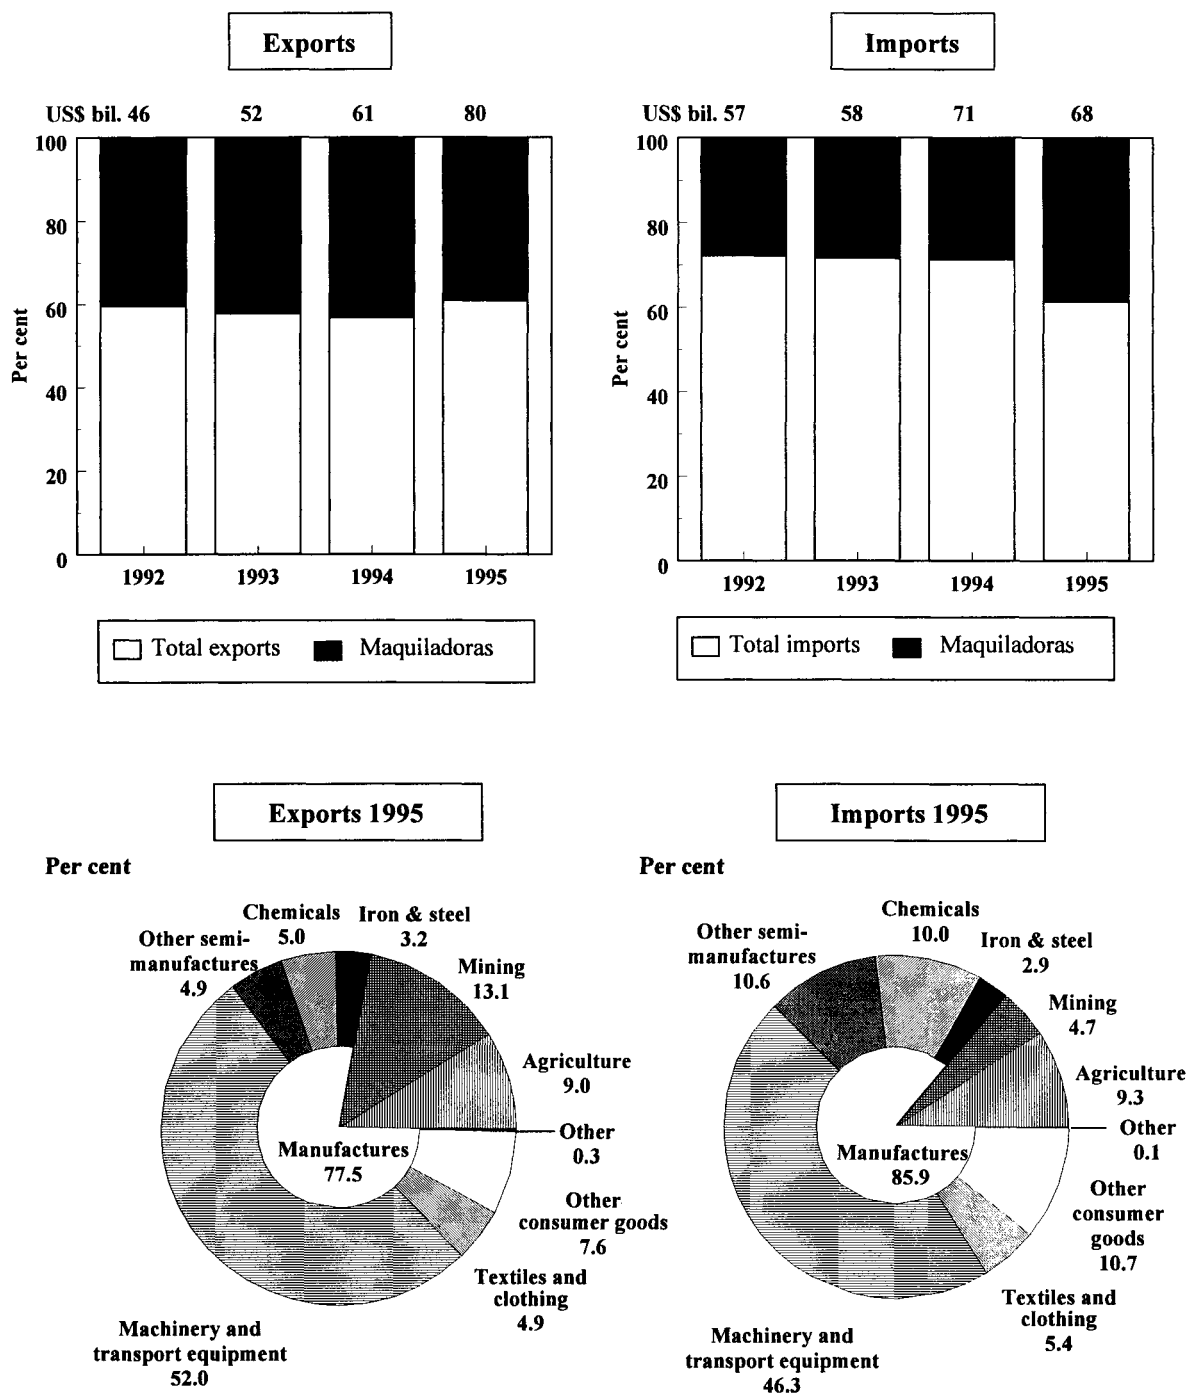 Exports
US$ bil. 46 52 61 80
100
80
60
40
20
0
Per cent
1992 1993 1994 1995
Total exports Maquiladoras
Imports
US$ bil. 57 58 71 68
100
80
60
40
20
0
Per cent
1992 1993 1994 1995
Total imports Maquiladoras
Exports 1995
Per cent
Chemicals
5.0
Iron & steel
3.2
Other semi-
manufactures
4.9
Mining
13.1
Agriculture
9.0
Other
0.3
Manufactures
77.5
Other
consumer goods
7.6
Textiles and
clothing
4.9
Machinery and
transport equipment
52.0
Imports 1995
Per cent
Chemicals
10.0
Other semi-
manufactures
10.6
Iron & steel
2.9
Mining
4.7
Agriculture
9.3
Other
0.1
Manufactures
85.9
Other
consumer
goods
10.7
Textiles and
clothing
5.4
Machinery and
transport equipment
46.3